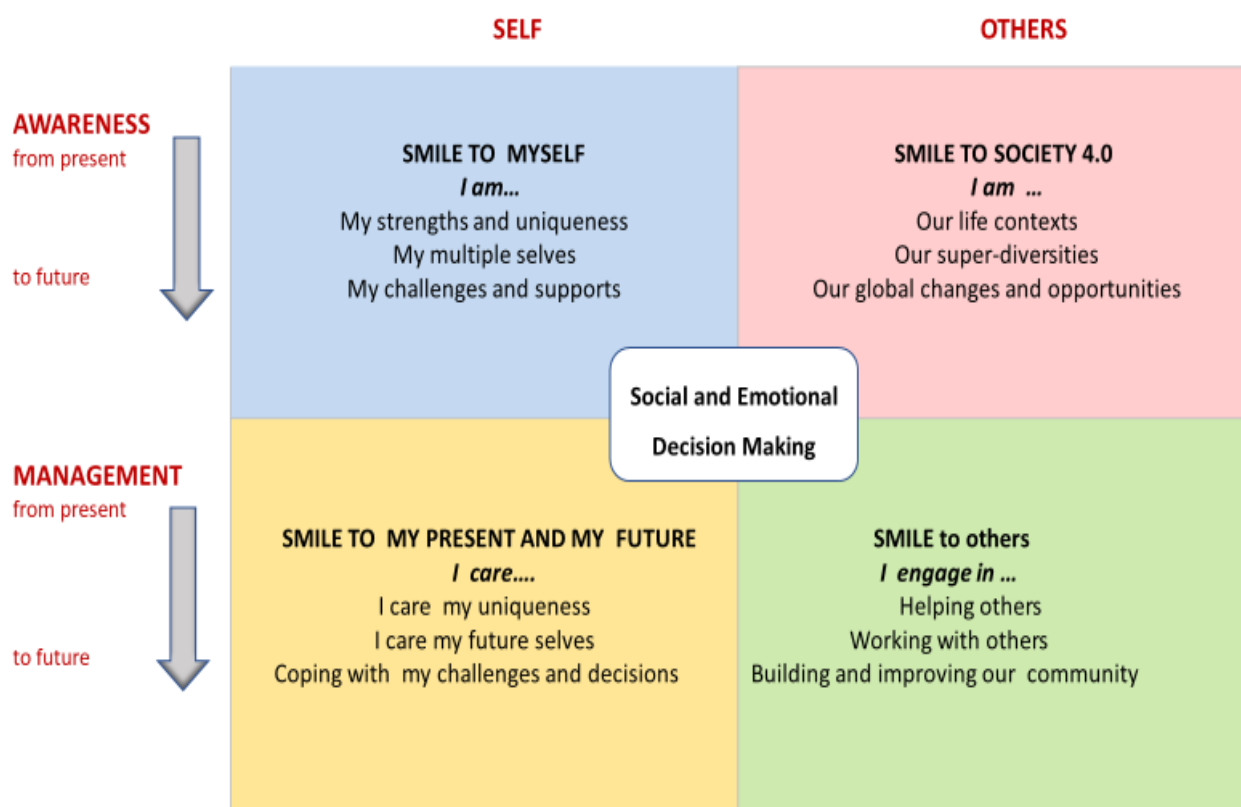 SELF
OTHERS
AWARENESS
from present
to future
SMILE TO MYSELF
I am...
My strengths and uniqueness
My multiple selves
My challenges and supports
SMILE TO SOCIETY 4.0
I am ...
Our life contexts
Our super-diversities
Our global changes and opportunities
Social and Emotional
Decision Making
MANAGEMENT
from present
to future
SMILE TO MY PRESENT AND MY FUTURE
I care....
I care my uniqueness
I care my future selves
Coping with my challenges and decisions
SMILE to others
I engage in ...
Helping others
Working with others
Building and improving our community